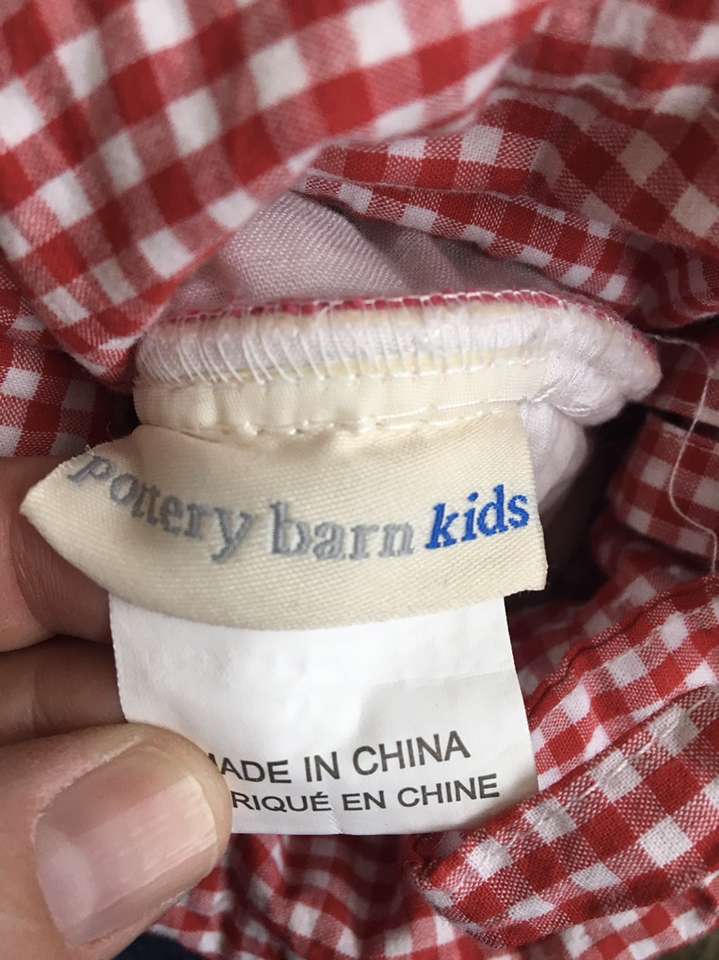 pottery barn kids
MADE IN CHINA
RIQUÉ EN CHINE